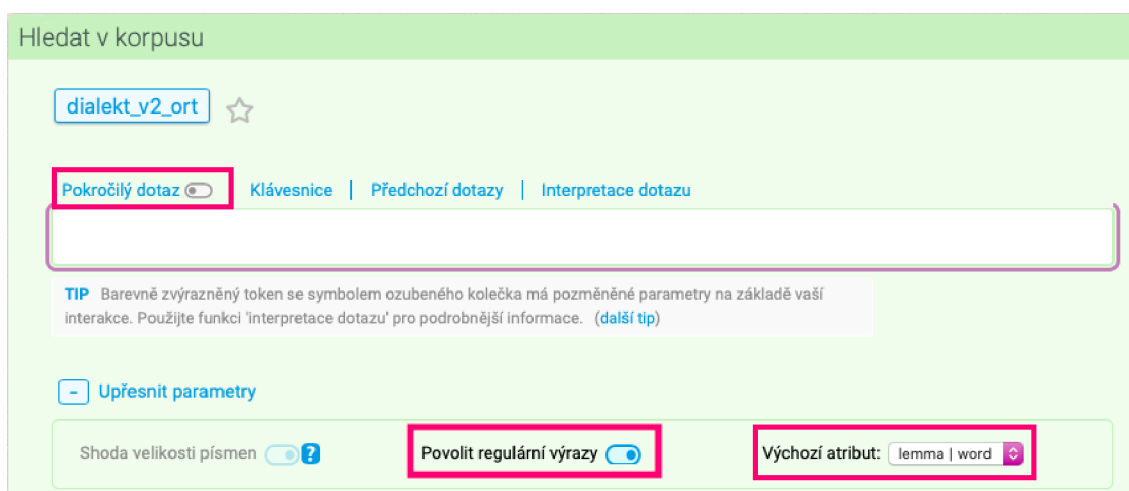 Hledat v korpusu
dialekt_v2_ort
Pokročilý dotaz Klávesnice | Předchozí dotazy | Interpretace dotazu
TIP Barevně zvýrazněný token se symbolem ozubeného kolečka má pozměněné parametry na základě vaší
interakce. Použijte funkci 'interpretace dotazu' pro podrobnější informace. (další tip)
- Upřesnit parametry
Shoda velikosti písmen ? Povolit regulární výrazy Výchozí atribut: lemma | word